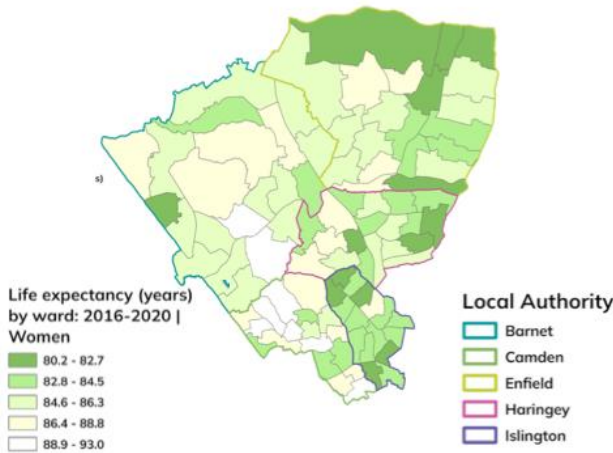 s)
Life expectancy (years)
by ward: 2016-2020 |
Women
80.2 - 82.7
82.8 - 84.5
84.6 - 86.3
86.4 - 88.8
88.9 - 93.0
Local Authority
Barnet
Camden
Enfield
Haringey
Islington